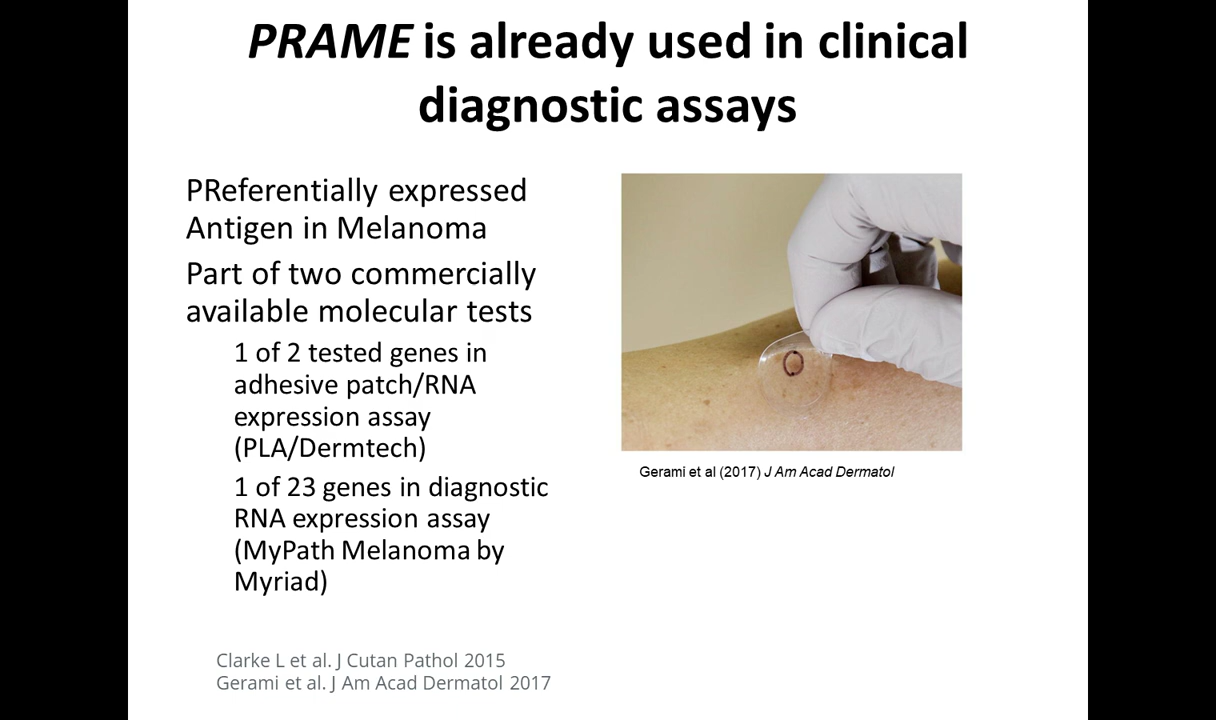 PRAME is already used in clinical
diagnostic assays
PReferentially expressed
Antigen in Melanoma
Part of two commercially
available molecular tests
1 of 2 tested genes in
adhesive patch/RNA
expression assay
(PLA/Dermtech)
1 of 23 genes in diagnostic
RNA expression assay
(MyPath Melanoma by
Myriad)
Gerami et al (2017) J Am Acad Dermatol
Clarke L et al. J Cutan Pathol 2015
Gerami et al. J Am Acad Dermatol 2017